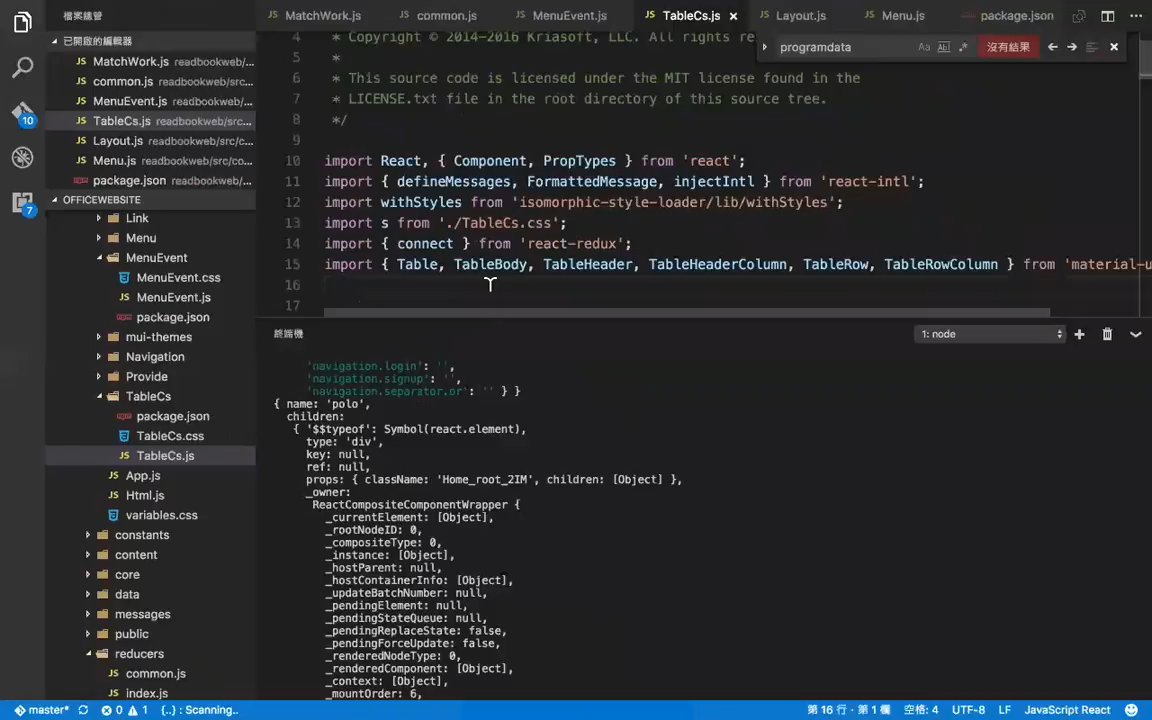 檔案總管
MatchWork.js
common.js
MenuEvent.js
TableCs.js
Layout.js
Menu.js
package.json
已開啟的編輯器
MatchWork.js readbookweb/...
common.js readbookweb/src...
MenuEvent.js readbookweb/...
TableCs.js readbookweb/src...
Layout.js readbookweb/src/c...
Menu.js readbookweb/src/co...
package.json readbookweb/...
OFFICEWEBSITE
Link
Menu
MenuEvent
MenuEvent.css
MenuEvent.js
package.json
mui-themes
Navigation
Provide
TableCs
package.json
TableCs.css
TableCs.js
App.js
Html.js
variables.css
constants
content
core
data
messages
public
reducers
common.js
index.js
10
7
programdata
Aa Abl .*
沒有結果
4 * Copyright © 2014-2016 Kriasoft, LLC. All rights re
5 *
6 * This source code is licensed under the MIT license found in the
7 * LICENSE.txt file in the root directory of this source tree.
8 */
9
10 import React, { Component, PropTypes } from 'react';
11 import { defineMessages, FormattedMessage, injectIntl } from 'react-intl';
12 import withStyles from 'isomorphic-style-loader/lib/withStyles';
13 import s from './TableCs.css';
14 import { connect } from 'react-redux';
15 import { Table, TableBody, TableHeader, TableHeaderColumn, TableRow, TableRowColumn } from 'material-u
16
17
終端機
1: node
'navigation.login': '',
'navigation.signup': '',
'navigation.separator.or': '' } }
{ name: 'polo',
children:
{ '$$typeof': Symbol(react.element),
type: 'div',
key: null,
ref: null,
props: { className: 'Home_root_2IM', children: [Object] },
_owner:
ReactCompositeComponentWrapper {
_currentElement: [Object],
_rootNodeID: 0,
_compositeType: 0,
_instance: [Object],
_hostParent: null,
_hostContainerInfo: [Object],
_updateBatchNumber: null,
_pendingElement: null,
_pendingStateQueue: null,
_pendingReplaceState: false,
_pendingForceUpdate: false,
_renderedNodeType: 0,
_renderedComponent: [Object],
_context: [Object],
_mountOrder: 6,
master* 0 1 {..} : Scanning..
第 16 行，第 1 欄 空格: 4 UTF-8 LF JavaScript React